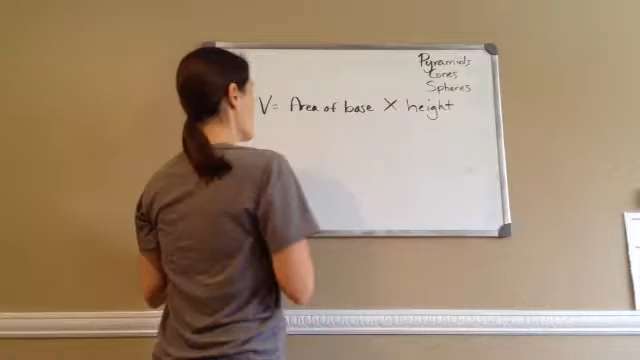 Pyramids
Cones
Spheres
V= Area of base X height